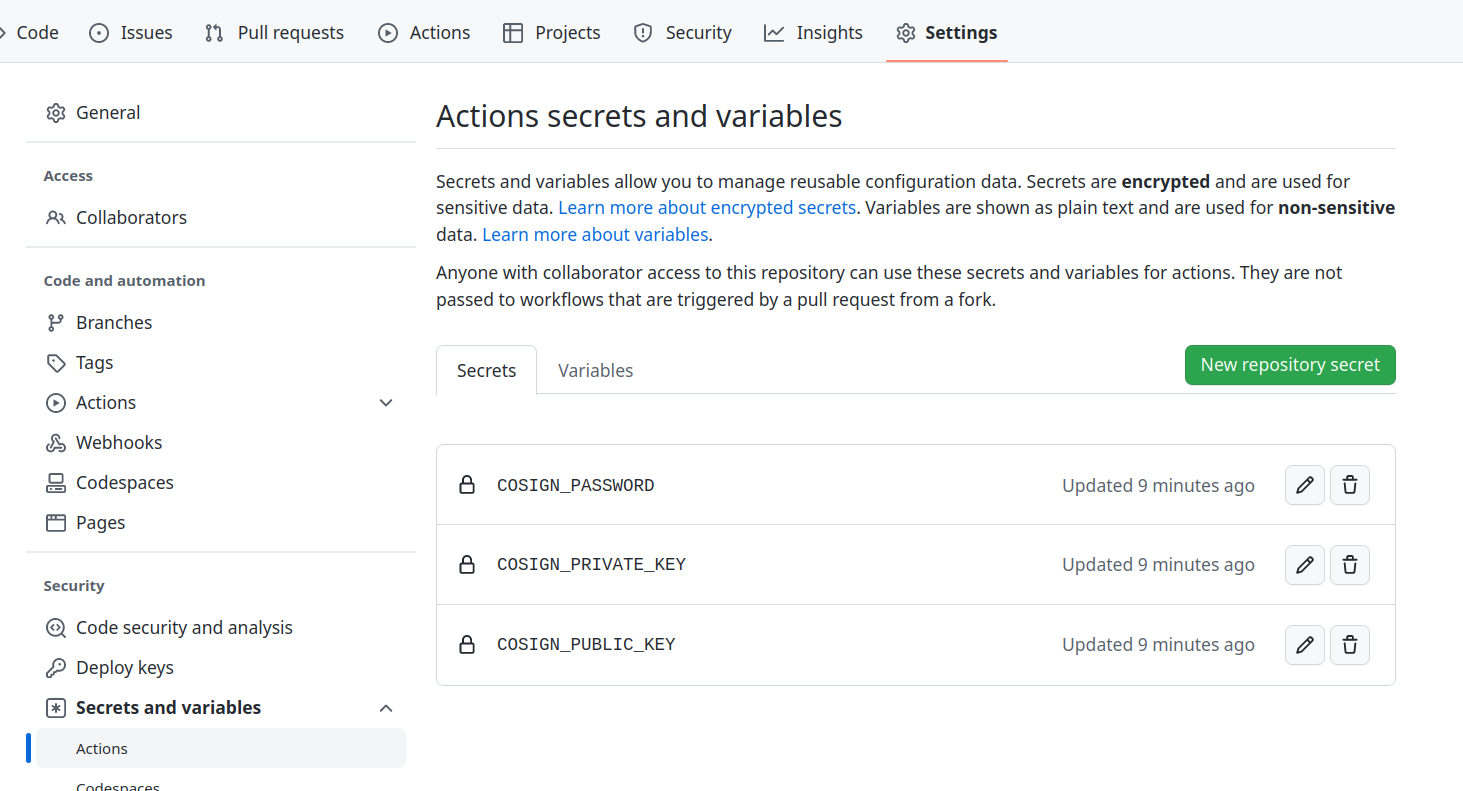 Code Issues Pull requests Actions Projects Security Insights Settings
General
Access
Collaborators
Code and automation
Branches
Tags
Actions
Webhooks
Codespaces
Pages
Security
Code security and analysis
Deploy keys
Secrets and variables
Actions
Codespaces
Actions secrets and variables
Secrets and variables allow you to manage reusable configuration data. Secrets are encrypted and are used for
sensitive data. Learn more about encrypted secrets. Variables are shown as plain text and are used for non-sensitive
data. Learn more about variables.
Anyone with collaborator access to this repository can use these secrets and variables for actions. They are not
passed to workflows that are triggered by a pull request from a fork.
Secrets Variables New repository secret
COSIGN_PASSWORD Updated 9 minutes ago
COSIGN_PRIVATE_KEY Updated 9 minutes ago
COSIGN_PUBLIC_KEY Updated 9 minutes ago